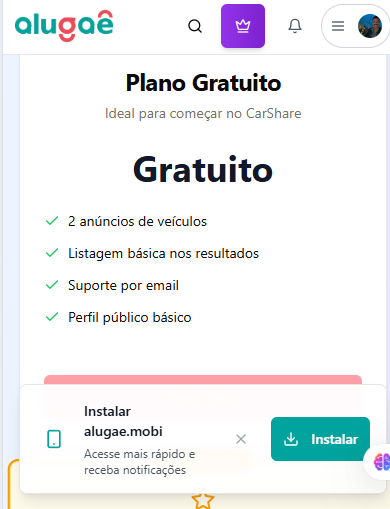 alugaê
Plano Gratuito
Ideal para começar no CarShare
Gratuito
2 anúncios de veículos
Listagem básica nos resultados
Suporte por email
Perfil público básico
Instalar
alugae.mobi
Acesse mais rápido e
receba notificações
Instalar